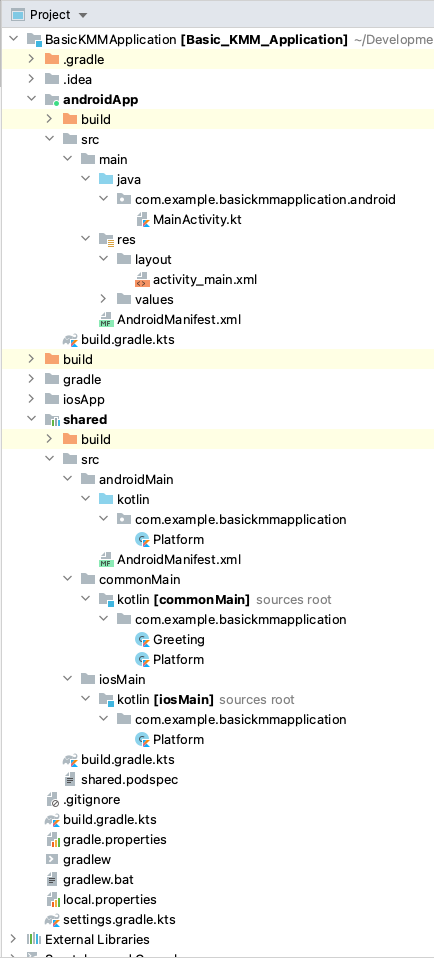 Project
BasicKMMApplication [Basic_KMM_Application] ~/Developme
.gradle
.idea
androidApp
build
src
main
java
com.example.basickmmapplication.android
MainActivity.kt
res
layout
activity_main.xml
values
AndroidManifest.xml
build.gradle.kts
build
gradle
iosApp
shared
build
src
androidMain
kotlin
com.example.basickmmapplication
Platform
AndroidManifest.xml
commonMain
kotlin [commonMain] sources root
com.example.basickmmapplication
Greeting
Platform
iosMain
kotlin [iosMain] sources root
com.example.basickmmapplication
Platform
build.gradle.kts
shared.podspec
.gitignore
build.gradle.kts
gradle.properties
gradlew
gradlew.bat
local.properties
settings.gradle.kts
External Libraries